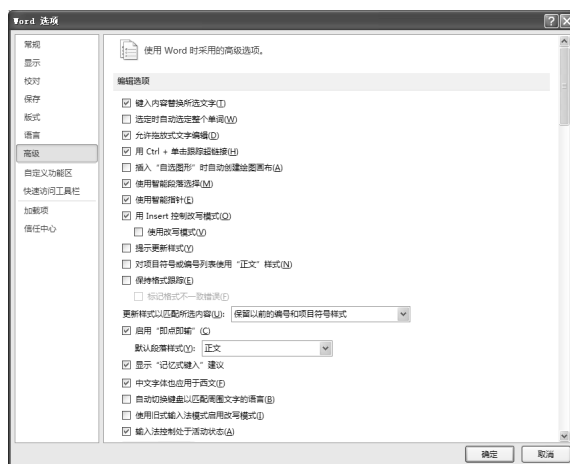 Word 选项
常规
显示
校对
保存
版式
语言
高级
自定义功能区
快速访问工具栏
加载项
信任中心
使用 Word 时采用的高级选项。
编辑选项
键入内容替换所选文字(T)
选定时自动选定整个单词(W)
允许拖放式文字编辑(D)
用 Ctrl + 单击跟踪超链接(H)
插入“自选图形”时自动创建绘图画布(A)
使用智能段落选择(M)
使用智能指针(E)
用 Insert 控制改写模式(O)
使用改写模式(V)
提示更新样式(Y)
对项目符号或编号列表使用“正文”样式(N)
保持格式跟踪(E)
标记格式不一致错误(F)
更新样式以匹配所选内容(U): 保留以前的编号和项目符号样式
启用“即点即输”(C)
默认段落样式(Y): 正文
显示“记忆式键入”建议
中文字体也应用于西文(F)
自动切换键盘以匹配周围文字的语言(B)
使用旧式输入法模式启用改写模式(I)
输入法控制处于活动状态(A)
确定 取消